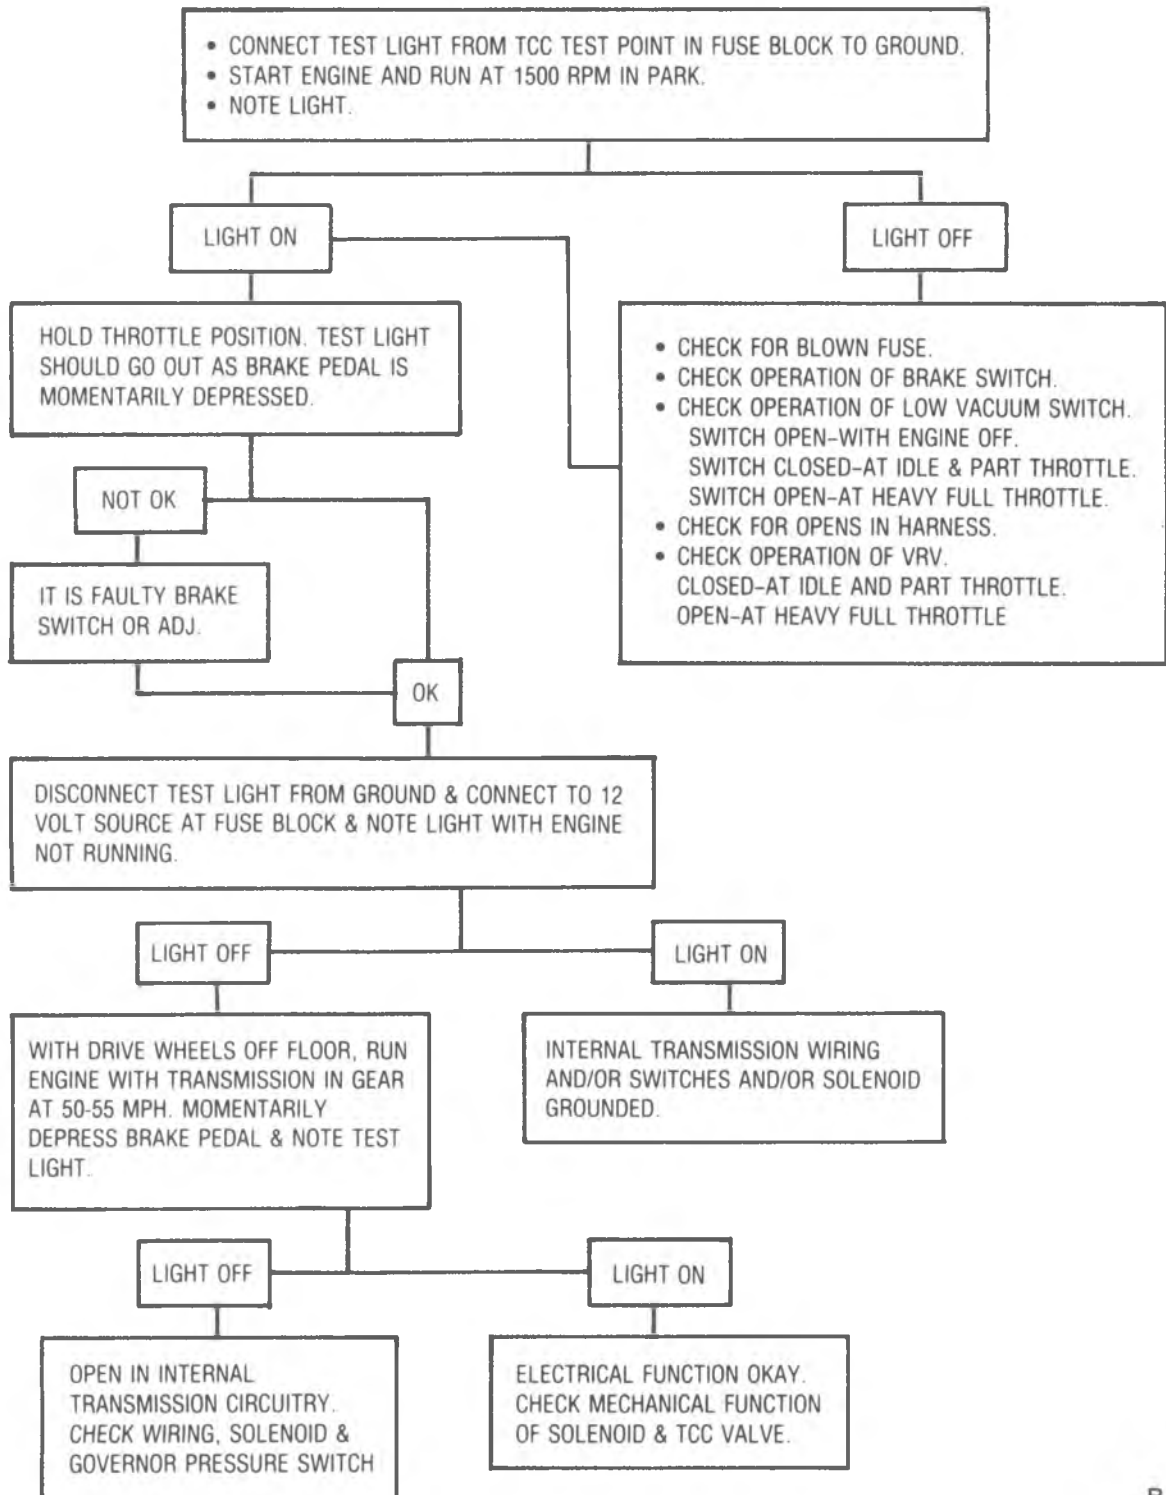 • CONNECT TEST LIGHT FROM TCC TEST POINT IN FUSE BLOCK TO GROUND.
• START ENGINE AND RUN AT 1500 RPM IN PARK.
• NOTE LIGHT.
LIGHT ON
LIGHT OFF
HOLD THROTTLE POSITION. TEST LIGHT
SHOULD GO OUT AS BRAKE PEDAL IS
MOMENTARILY DEPRESSED.
• CHECK FOR BLOWN FUSE.
• CHECK OPERATION OF BRAKE SWITCH.
• CHECK OPERATION OF LOW VACUUM SWITCH.
SWITCH OPEN–WITH ENGINE OFF.
SWITCH CLOSED–AT IDLE & PART THROTTLE.
SWITCH OPEN–AT HEAVY FULL THROTTLE.
• CHECK FOR OPENS IN HARNESS.
• CHECK OPERATION OF VRV.
CLOSED–AT IDLE AND PART THROTTLE.
OPEN–AT HEAVY FULL THROTTLE
NOT OK
IT IS FAULTY BRAKE
SWITCH OR ADJ.
OK
DISCONNECT TEST LIGHT FROM GROUND & CONNECT TO 12
VOLT SOURCE AT FUSE BLOCK & NOTE LIGHT WITH ENGINE
NOT RUNNING.
LIGHT OFF
LIGHT ON
WITH DRIVE WHEELS OFF FLOOR, RUN
ENGINE WITH TRANSMISSION IN GEAR
AT 50-55 MPH. MOMENTARILY
DEPRESS BRAKE PEDAL & NOTE TEST
LIGHT.
INTERNAL TRANSMISSION WIRING
AND/OR SWITCHES AND/OR SOLENOID
GROUNDED.
LIGHT OFF
LIGHT ON
OPEN IN INTERNAL
TRANSMISSION CIRCUITRY.
CHECK WIRING, SOLENOID &
GOVERNOR PRESSURE SWITCH
ELECTRICAL FUNCTION OKAY.
CHECK MECHANICAL FUNCTION
OF SOLENOID & TCC VALVE.